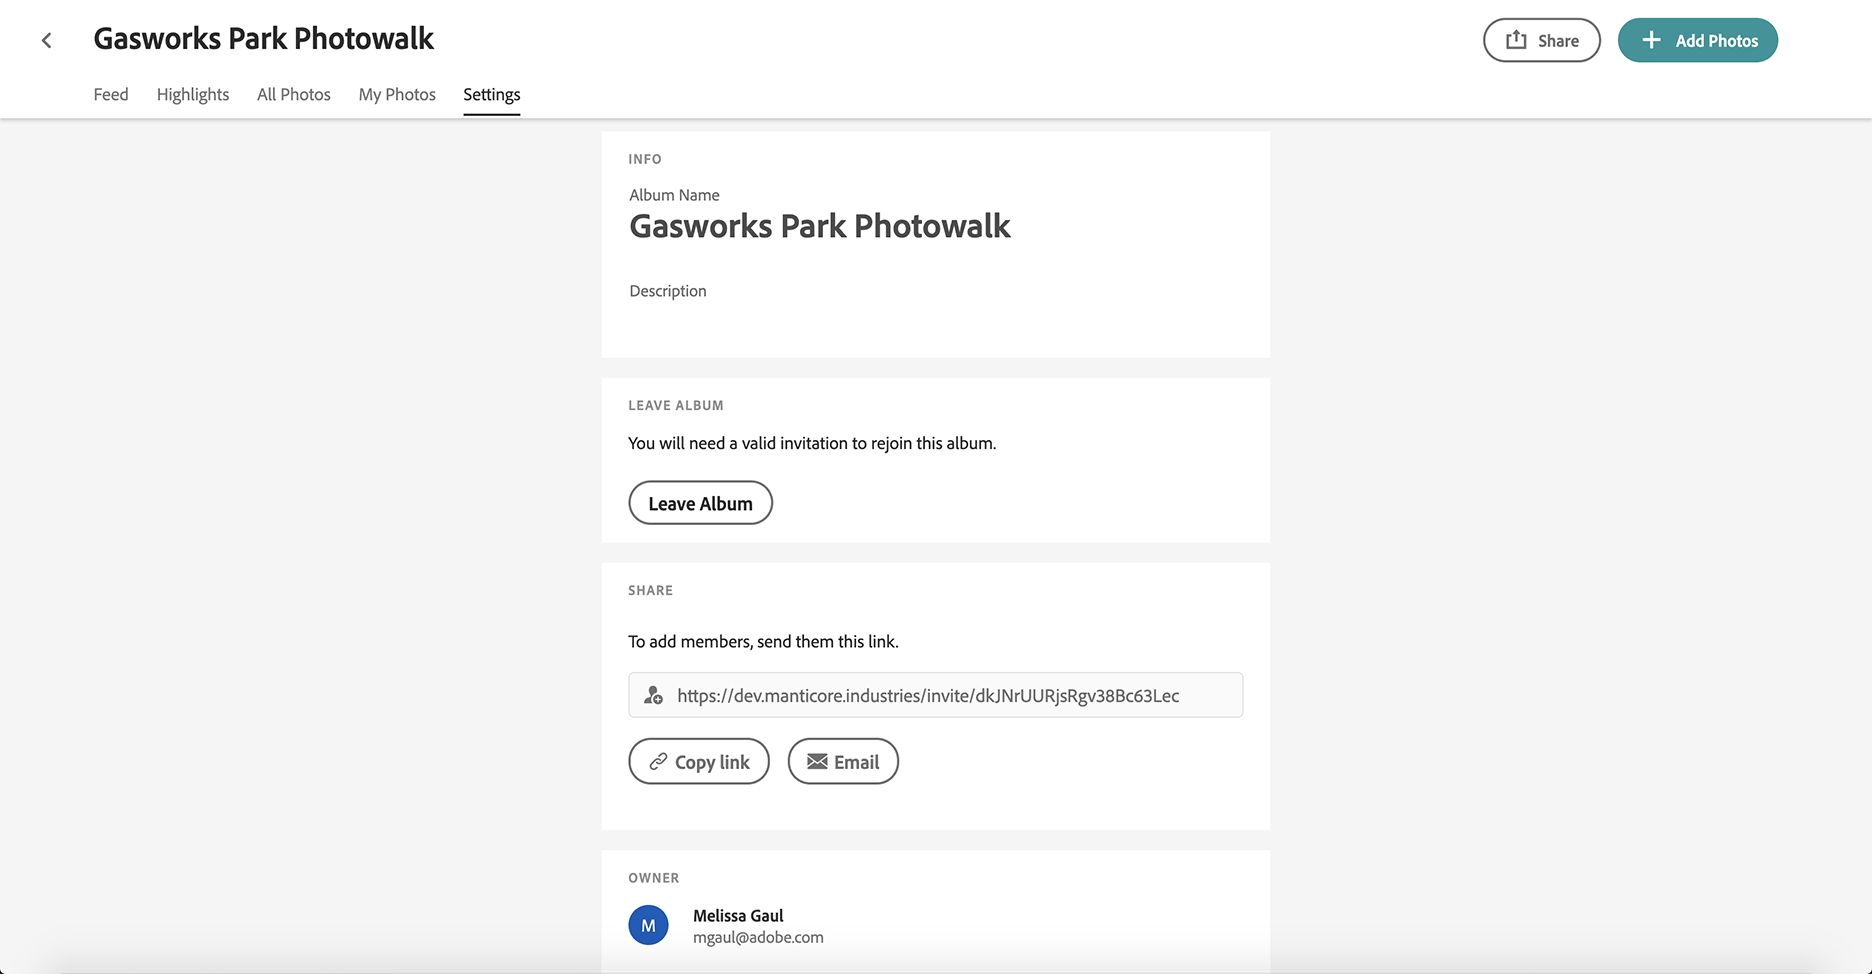 Gasworks Park Photowalk
Share
Add Photos
Feed
Highlights
All Photos
My Photos
Settings
INFO
Album Name
Gasworks Park Photowalk
Description
LEAVE ALBUM
You will need a valid invitation to rejoin this album.
Leave Album
SHARE
To add members, send them this link.
https://dev.manticore.industries/invite/dkJNrUURjsRgv38Bc63Lec
Copy link
Email
OWNER
M
Melissa Gaul
mgaul@adobe.com